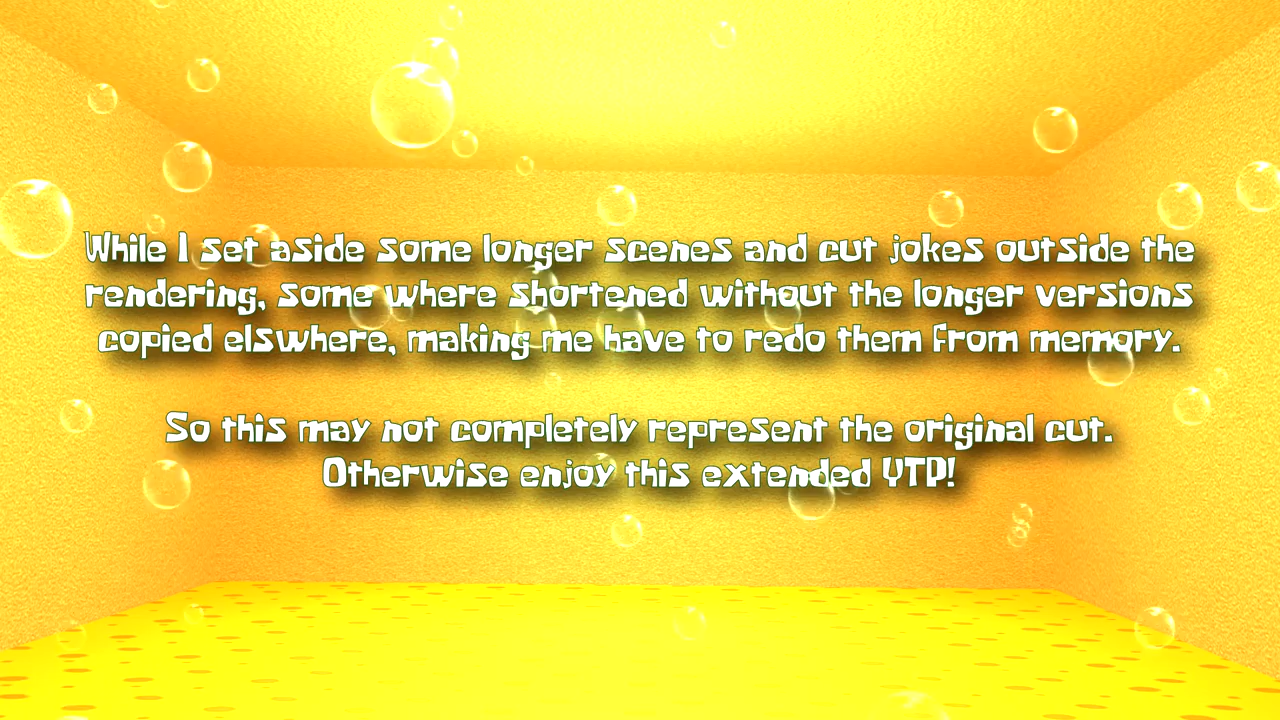 While I set aside some longer scenes and cut jokes outside the
rendering, some where shortened without the longer versions
copied elswhere, making me have to redo them from memory.
So this may not completely represent the original cut.
Otherwise enjoy this extended YTP!